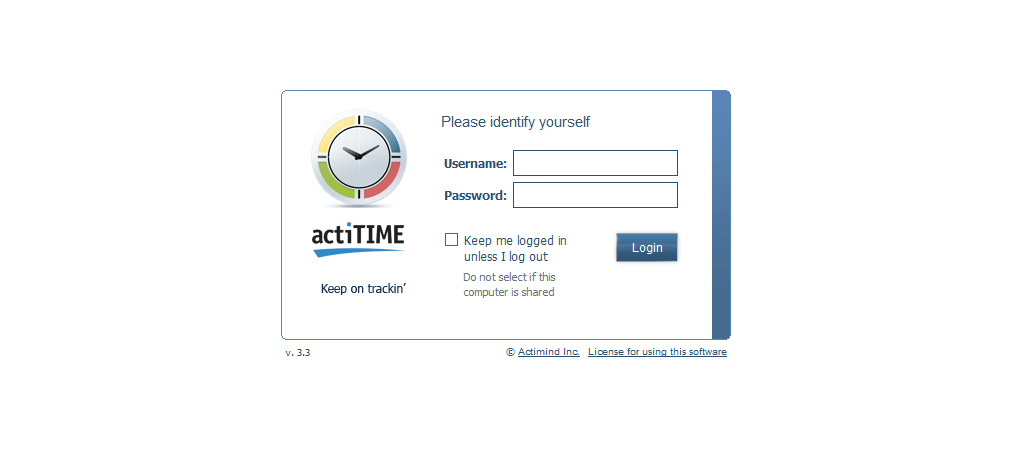 Please identify yourself
Username:
Password:
actiTIME
Keep me logged in
unless I log out
Login
Do not select if this
computer is shared
Keep on trackin’
v. 3.3
© Actimind Inc. License for using this software